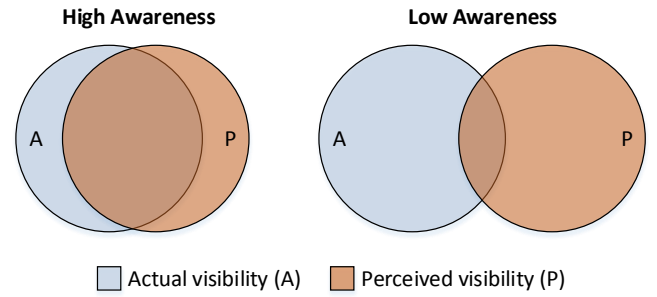 High Awareness
Low Awareness
A
P
A
P
Actual visibility (A)
Perceived visibility (P)